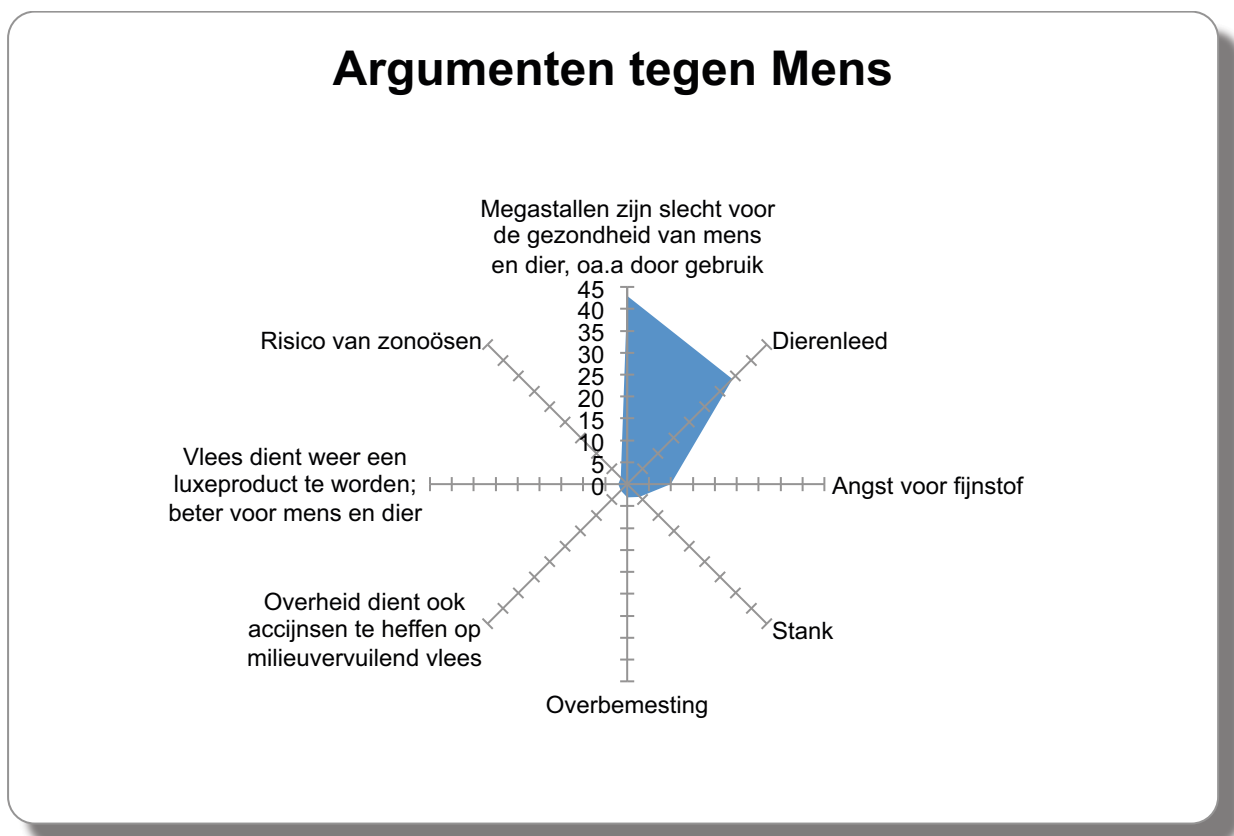 Argumenten tegen Mens
Megastallen zijn slecht voor
de gezondheid van mens
en dier, oa.a door gebruik
45
40
35
30
25
20
15
10
5
0
Dierenleed
Angst voor fijnstof
Stank
Overbemesting
Overheid dient ook
accijnsen te heffen op
milieuvervuilend vlees
Vlees dient weer een
luxeproduct te worden;
beter voor mens en dier
Risico van zonoösen